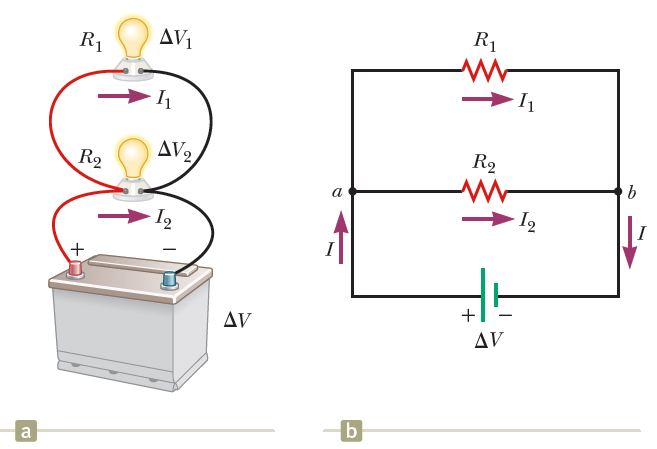 R₁ ΔV₁
I₁
R₂ ΔV₂
I₂
+ −
ΔV
a
R₁
I₁
R₂
a b
I₂
I I
+ −
ΔV
b